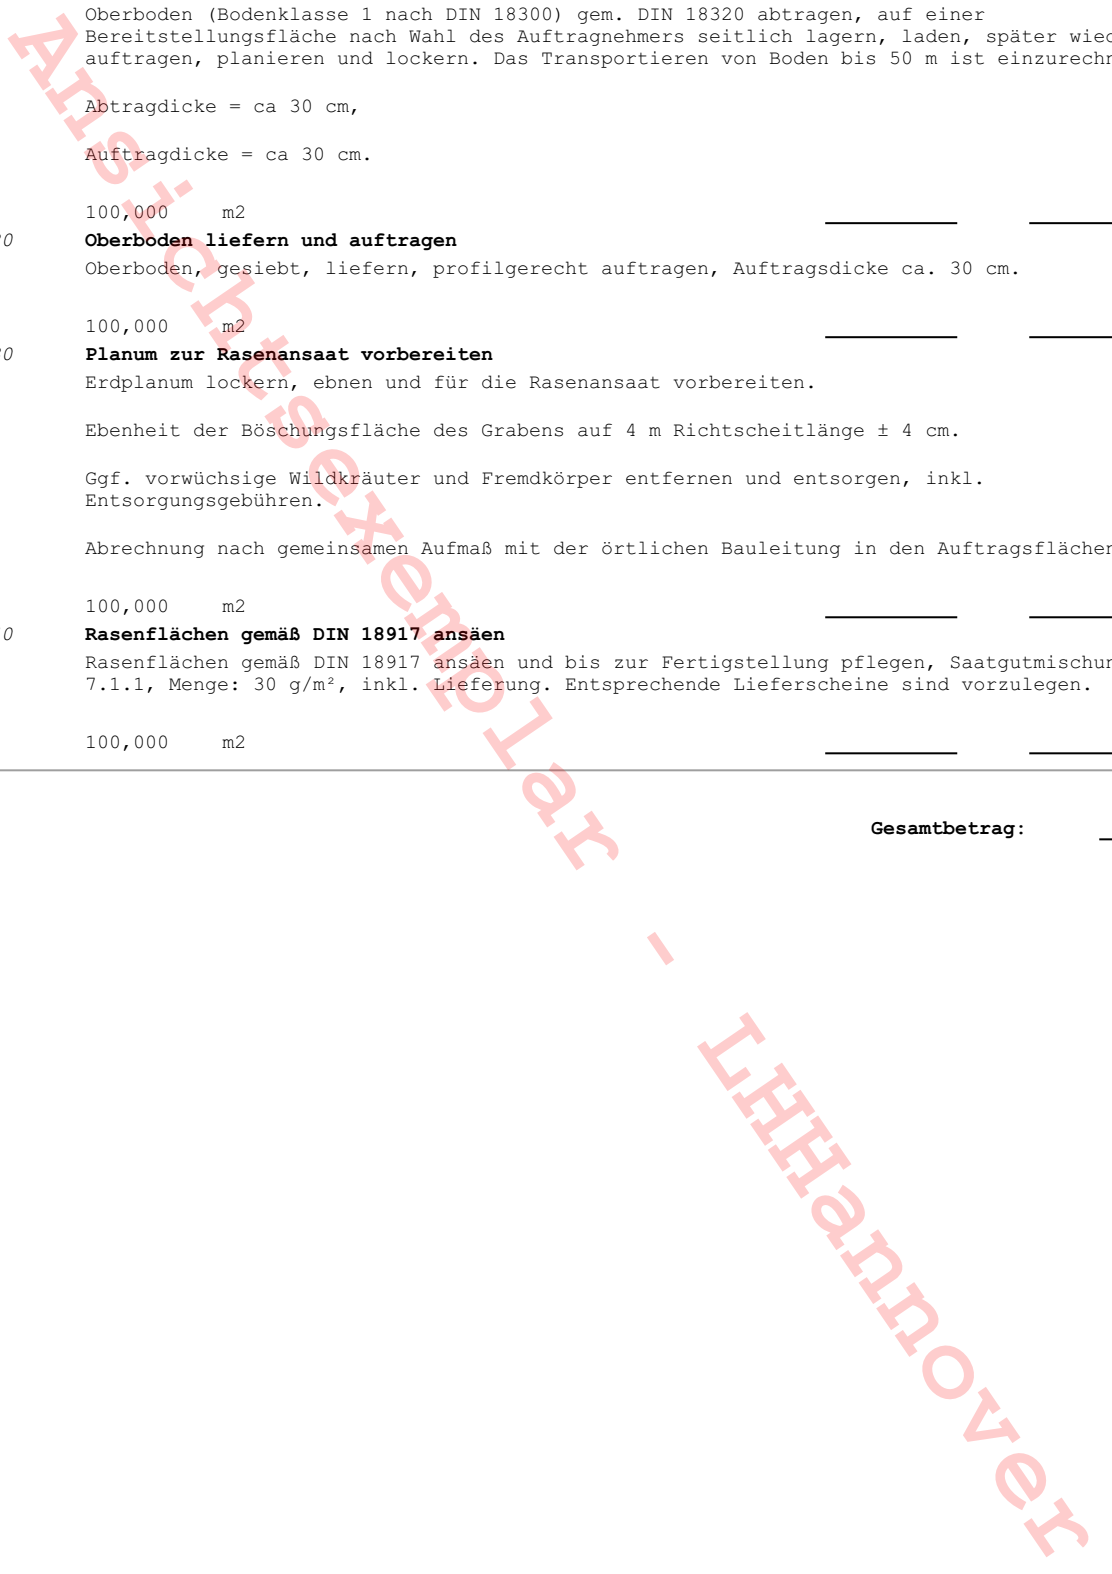 Oberboden (Bodenklasse 1 nach DIN 18300) gem. DIN 18320 abtragen, auf einer
Bereitstellungsfläche nach Wahl des Auftragnehmers seitlich lagern, laden, später
auftragen, planieren und lockern. Das Transportieren von Boden bis 50 m ist
Abtragdicke = ca 30 cm,
Auftragdicke = ca 30 cm.
100,000 m2
Oberboden liefern und auftragen
Oberboden, gesiebt, liefern, profilgerecht auftragen, Auftragsdicke ca. 30 cm.
100,000 m2
Planum zur Rasenansaat vorbereiten
Erdplanum lockern, ebnen und für die Rasenansaat vorbereiten.
Ebenheit der Böschungsfläche des Grabens auf 4 m Richtscheitlänge ± 4 cm.
Ggf. vorwüchsige Wildkräuter und Fremdkörper entfernen und entsorgen, inkl.
Entsorgungsgebühren.
Abrechnung nach gemeinsamen Aufmaß mit der örtlichen Bauleitung in den Auftragsflächen
100,000 m2
Rasenflächen gemäß DIN 18917 ansäen
Rasenflächen gemäß DIN 18917 ansäen und bis zur Fertigstellung pflegen,
7.1.1, Menge: 30 g/m², inkl. Lieferung. Entsprechende Lieferscheine sind vorzulegen.
100,000 m2
Gesamtbetrag:
Ansichtsexemplar - LHHannover